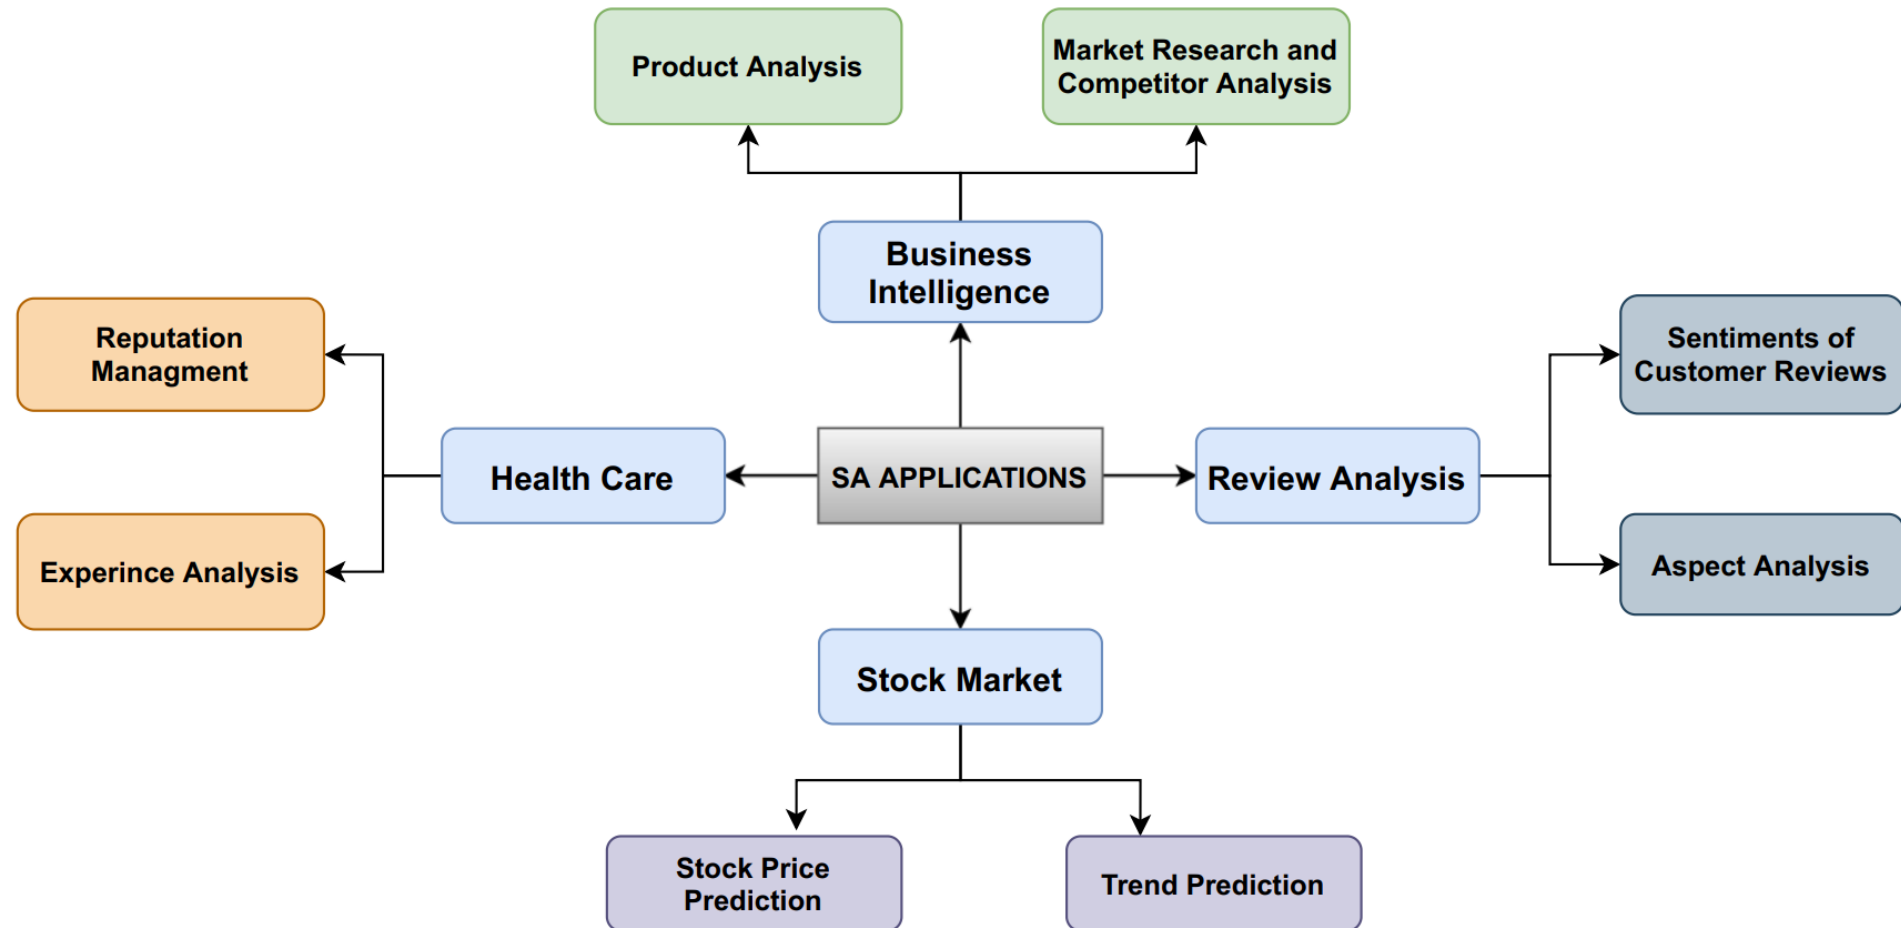 Product Analysis
Market Research and
Competitor Analysis
Business
Intelligence
Reputation
Managment
Sentiments of
Customer Reviews
Health Care
SA APPLICATIONS
Review Analysis
Experince Analysis
Aspect Analysis
Stock Market
Stock Price
Prediction
Trend Prediction